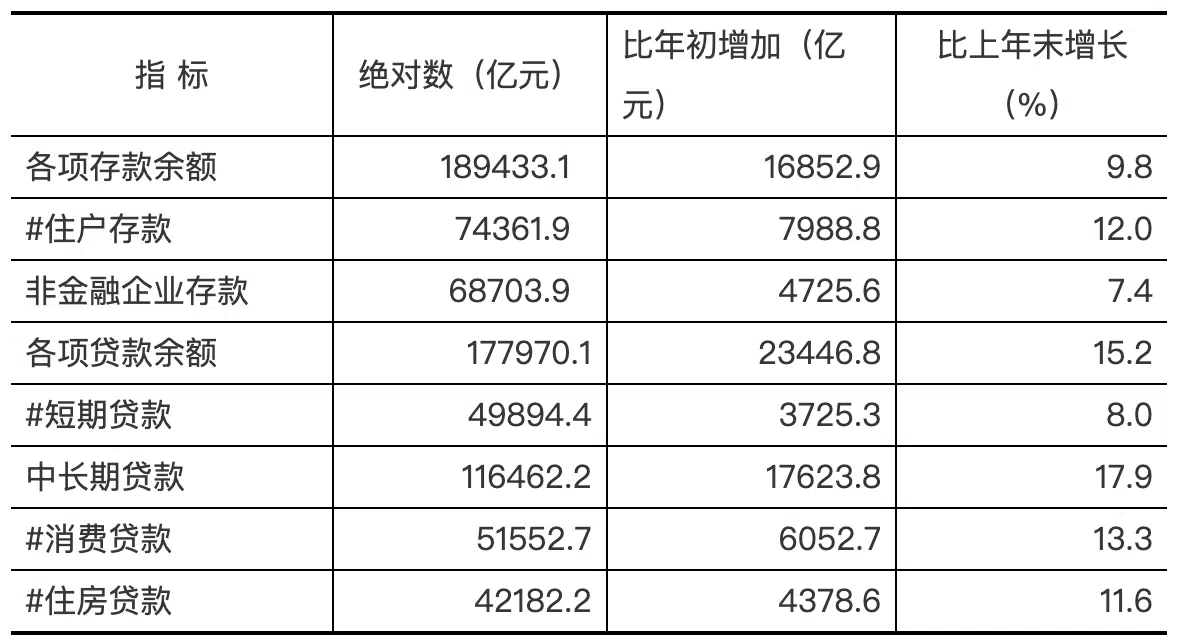 指 标 绝对数（亿元） 比年初增加（亿元） 比上年末增长（%）
各项存款余额 189433.1 16852.9 9.8
#住户存款 74361.9 7988.8 12.0
非金融企业存款 68703.9 4725.6 7.4
各项贷款余额 177970.1 23446.8 15.2
#短期贷款 49894.4 3725.3 8.0
中长期贷款 116462.2 17623.8 17.9
#消费贷款 51552.7 6052.7 13.3
#住房贷款 42182.2 4378.6 11.6